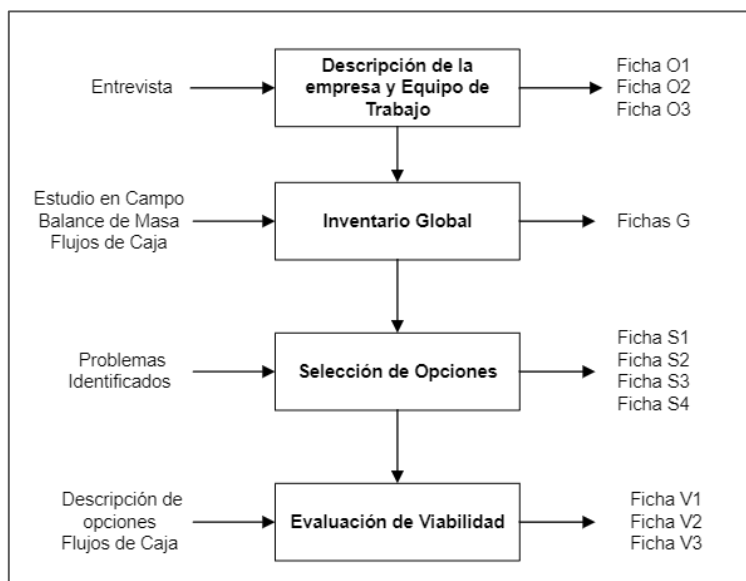 Entrevista
Descripción de la
empresa y Equipo de
Trabajo
Ficha O1
Ficha O2
Ficha O3
Estudio en Campo
Balance de Masa
Flujos de Caja
Inventario Global
Fichas G
Problemas
Identificados
Selección de Opciones
Ficha S1
Ficha S2
Ficha S3
Ficha S4
Descripción de
opciones
Flujos de Caja
Evaluación de Viabilidad
Ficha V1
Ficha V2
Ficha V3